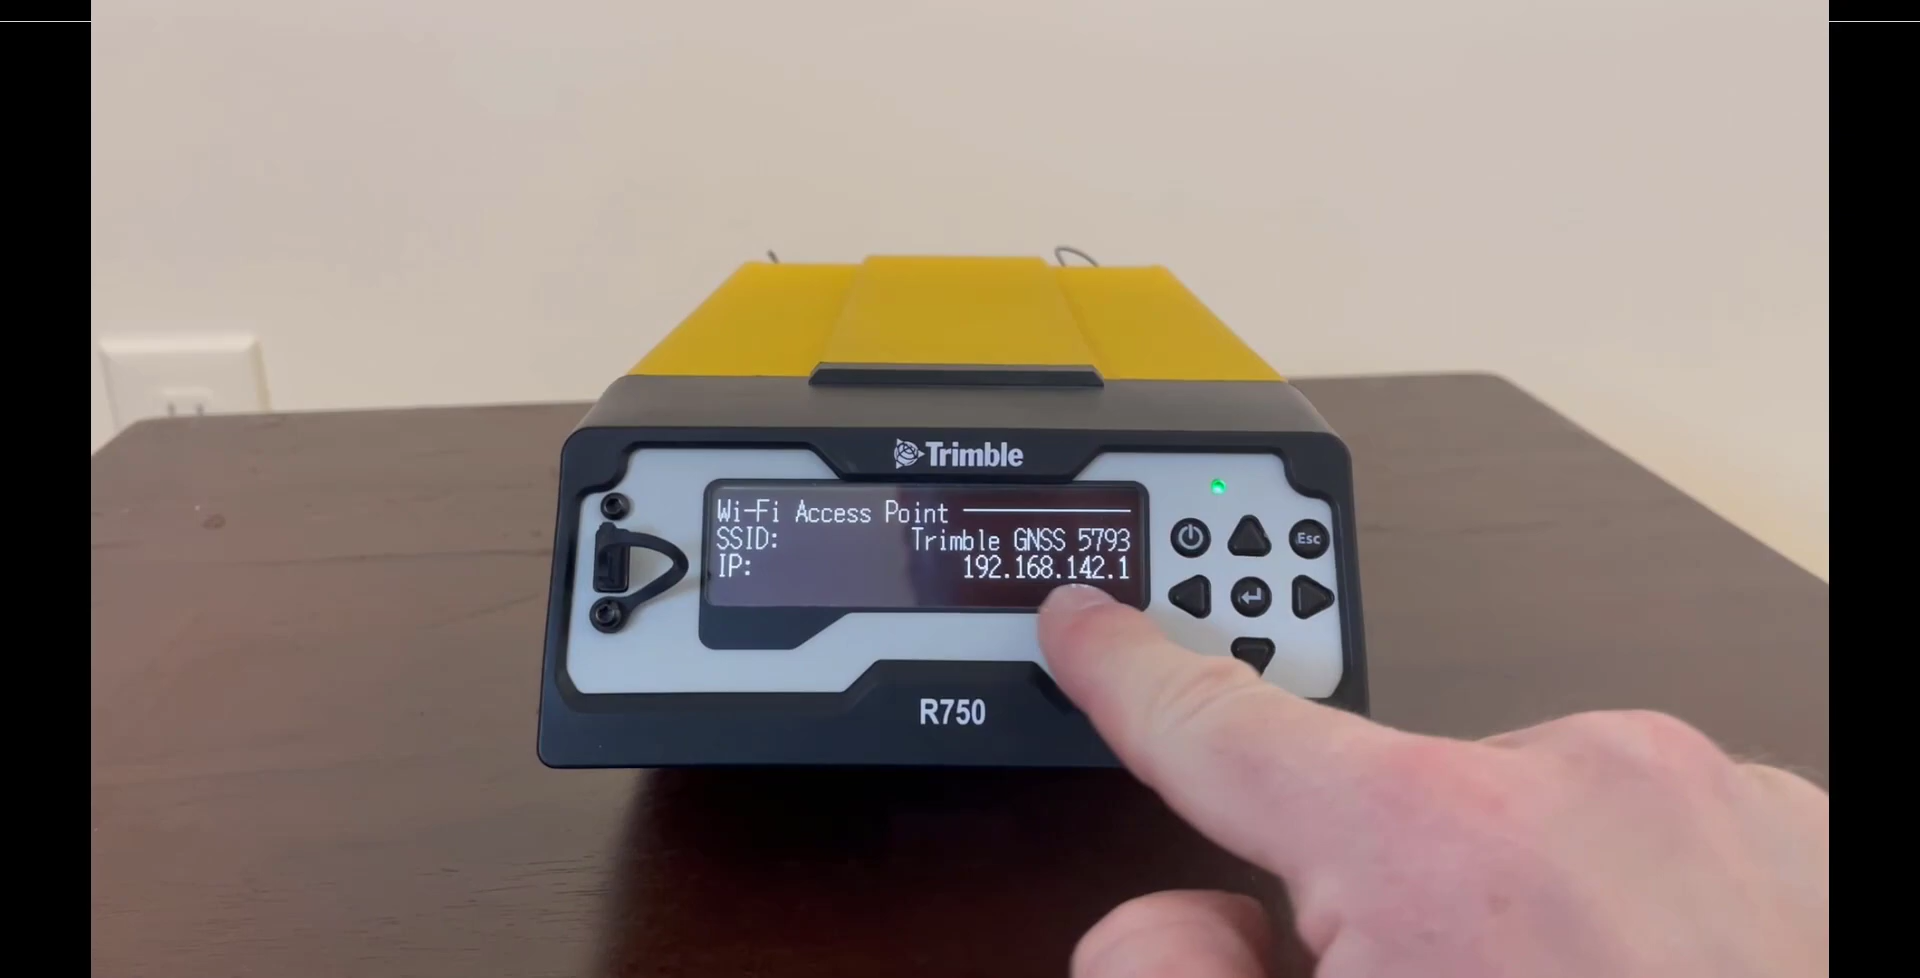 Trimble
Wi-Fi Access Point
SSID: Trimble GNSS 5793
IP: 192.168.142.1
Esc
R750